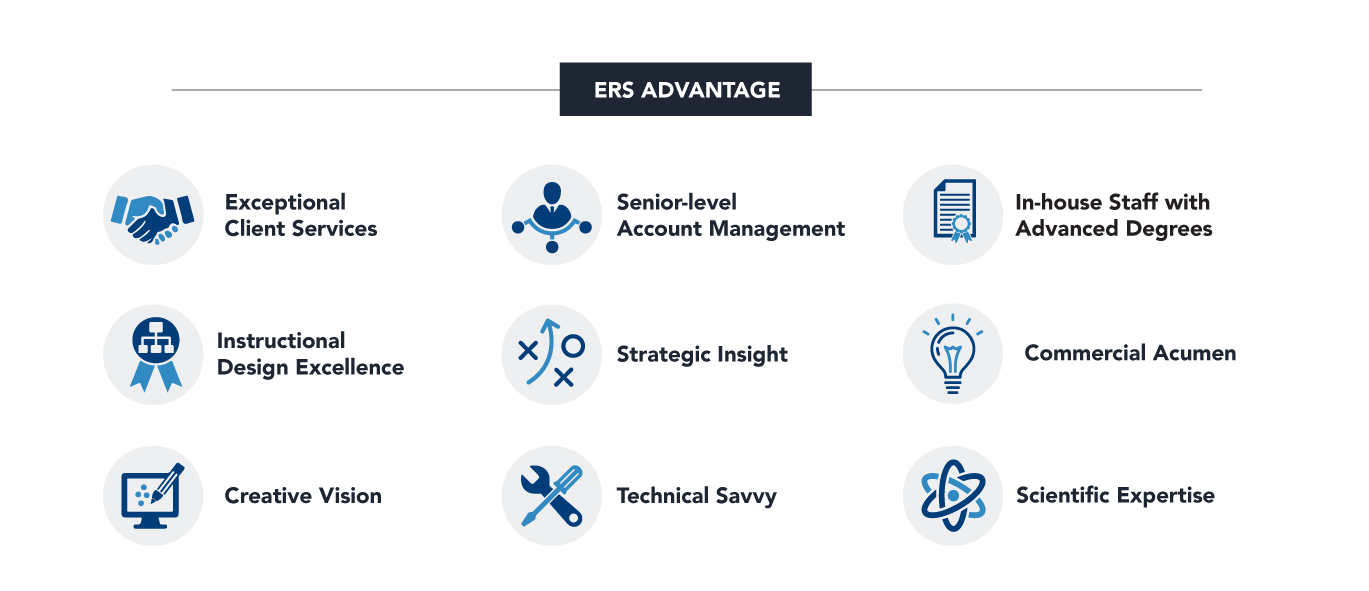 ERS ADVANTAGE
Exceptional
Client Services
Senior-level
Account Management
In-house Staff with
Advanced Degrees
Instructional
Design Excellence
Strategic Insight
Commercial Acumen
Creative Vision
Technical Savvy
Scientific Expertise